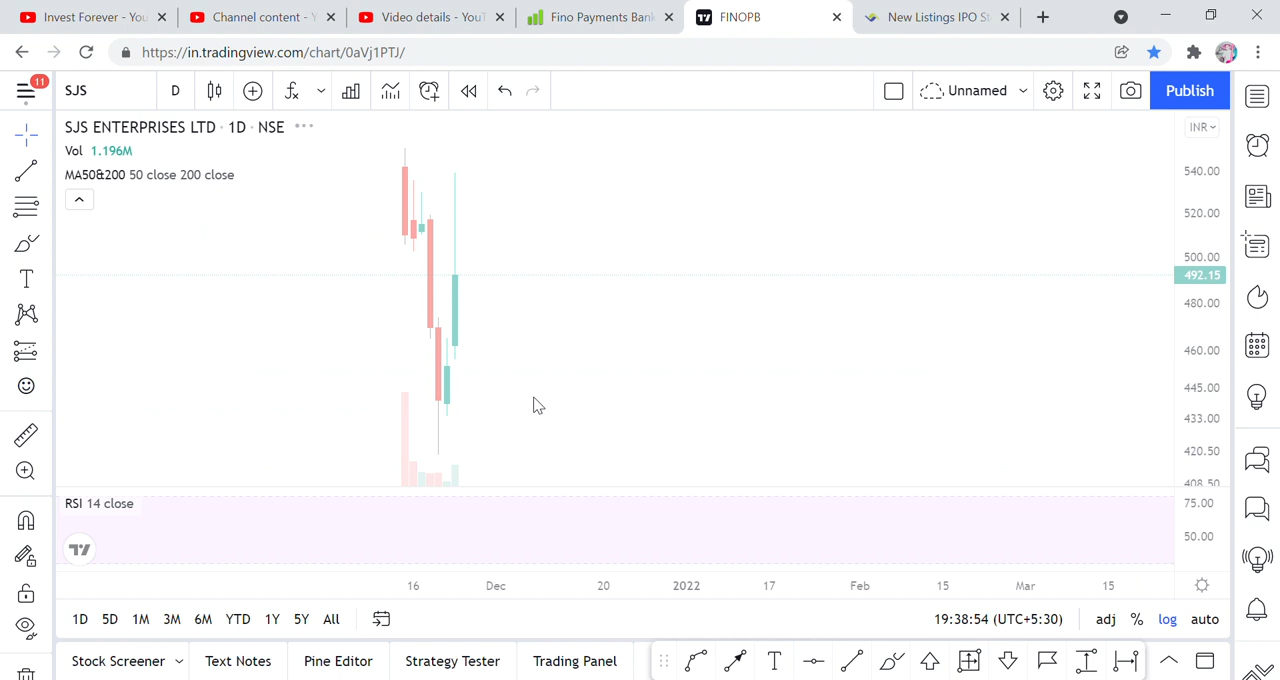 Invest Forever - You
Channel content - Y
Video details - YouT
Fino Payments Bank
FINOPB
New Listings IPO St
https://in.tradingview.com/chart/0aVj1PTJ/
11
SJS
D
Unnamed
Publish
SJS ENTERPRISES LTD · 1D · NSE
INR
Vol 1.196M
MA50&200 50 close 200 close
540.00
520.00
500.00
492.15
480.00
460.00
445.00
433.00
420.50
408.50
RSI 14 close
75.00
50.00
16
Dec
20
2022
17
Feb
15
Mar
15
1D 5D 1M 3M 6M YTD 1Y 5Y All
19:38:54 (UTC+5:30)
adj % log auto
Stock Screener
Text Notes
Pine Editor
Strategy Tester
Trading Panel